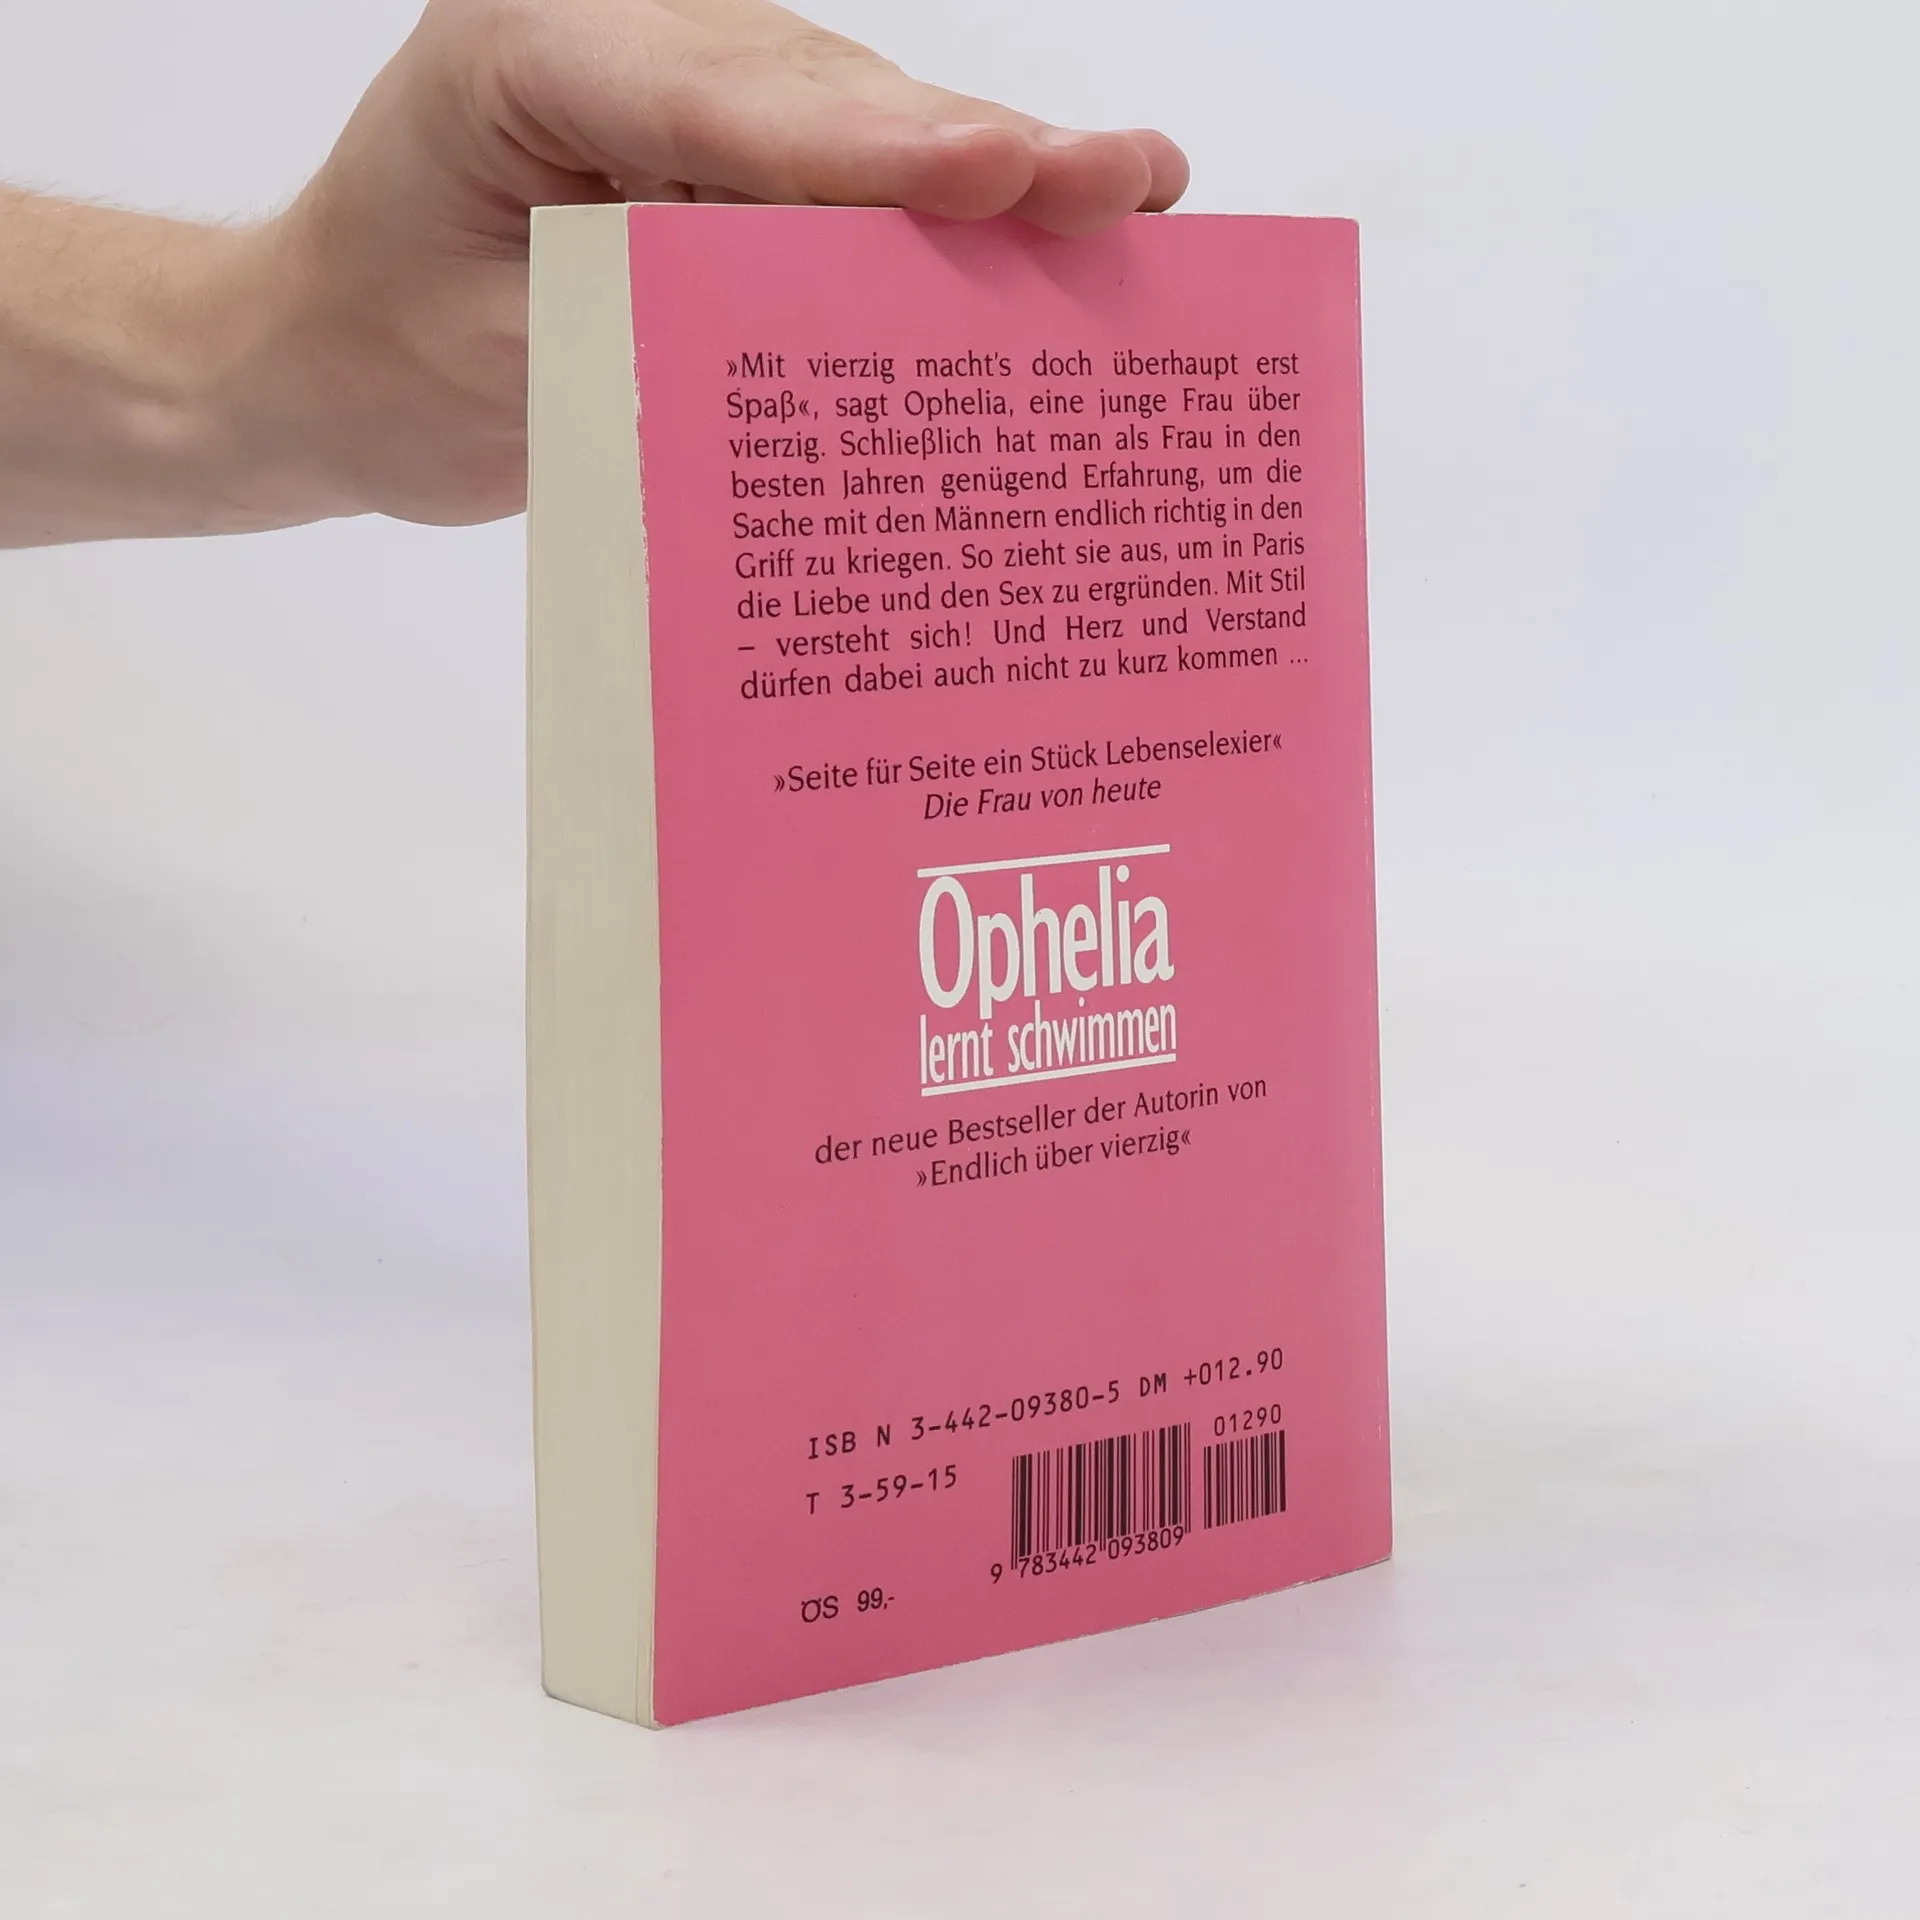 »Mit vierzig macht's doch überhaupt erst
Spaß«, sagt Ophelia, eine junge Frau über
vierzig. Schließlich hat man als Frau in den
besten Jahren genügend Erfahrung, um die
Sache mit den Männern endlich richtig in den
Griff zu kriegen. So zieht sie aus, um in Paris
die Liebe und den Sex zu ergründen. Mit Stil
– versteht sich! Und Herz und Verstand
dürfen dabei auch nicht zu kurz kommen ...
»Seite für Seite ein Stück Lebenselexier«
Die Frau von heute
Ophelia
lernt schwimmen
der neue Bestseller der Autorin von
»Endlich über vierzig«
ISB N 3-442-09380-5 DM +012.90
01290
T 3-59-15
9 783442 093809
ÖS 99,-